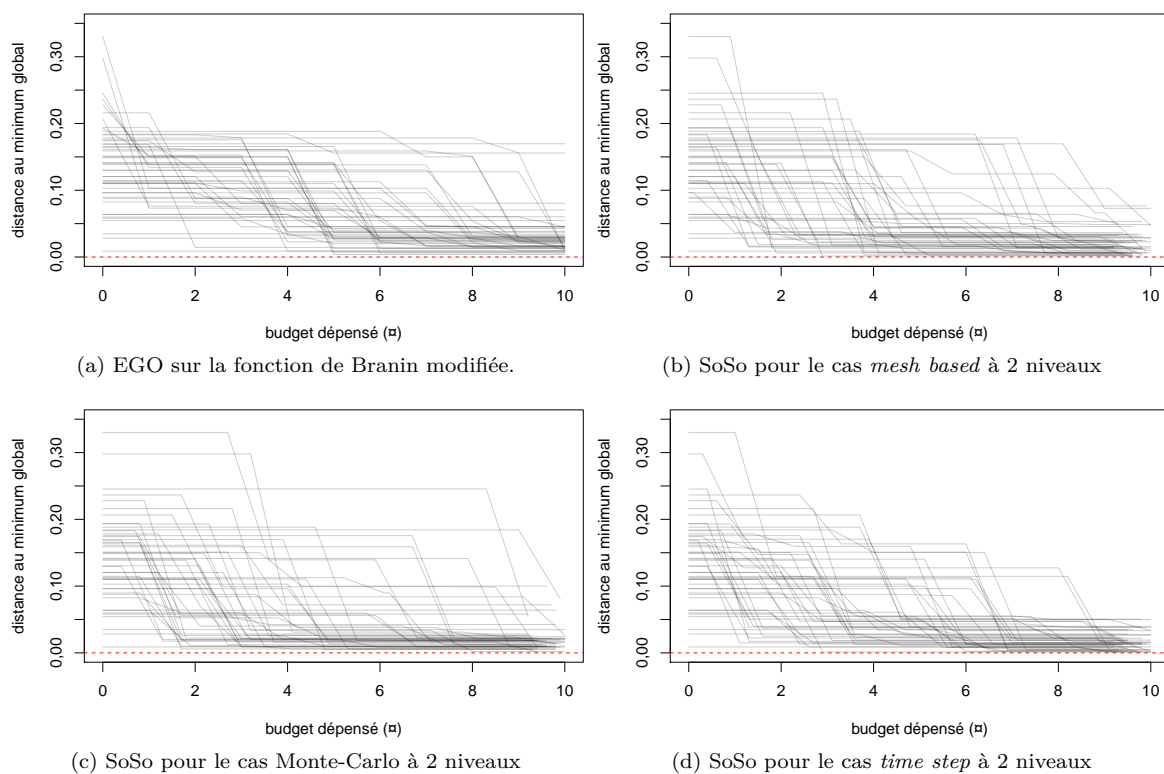 distance au minimum global
0,00 0,10 0,20 0,30
0 2 4 6 8 10
budget dépensé (¤)
(a) EGO sur la fonction de Branin modifiée.
distance au minimum global
0,00 0,10 0,20 0,30
0 2 4 6 8 10
budget dépensé (¤)
(b) SoSo pour le cas mesh based à 2 niveaux
distance au minimum global
0,00 0,10 0,20 0,30
0 2 4 6 8 10
budget dépensé (¤)
(c) SoSo pour le cas Monte-Carlo à 2 niveaux
distance au minimum global
0,00 0,10 0,20 0,30
0 2 4 6 8 10
budget dépensé (¤)
(d) SoSo pour le cas time step à 2 niveaux